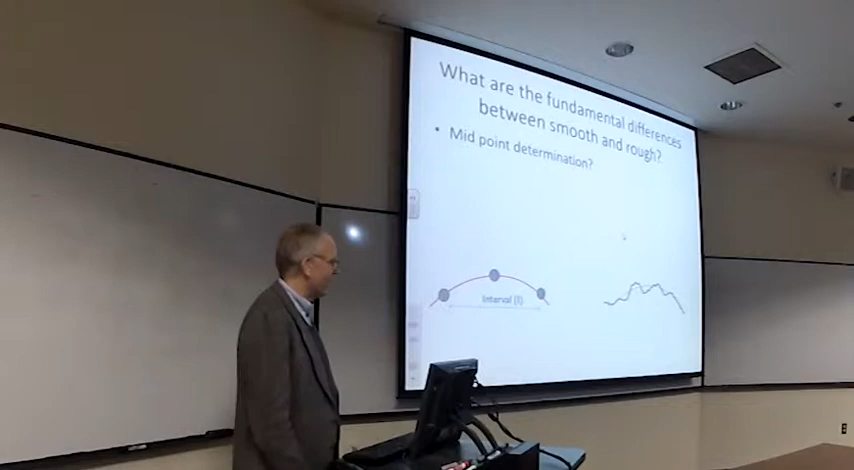 What are the fundamental differences
between smooth and rough?
• Mid point determination?
Interval (I)